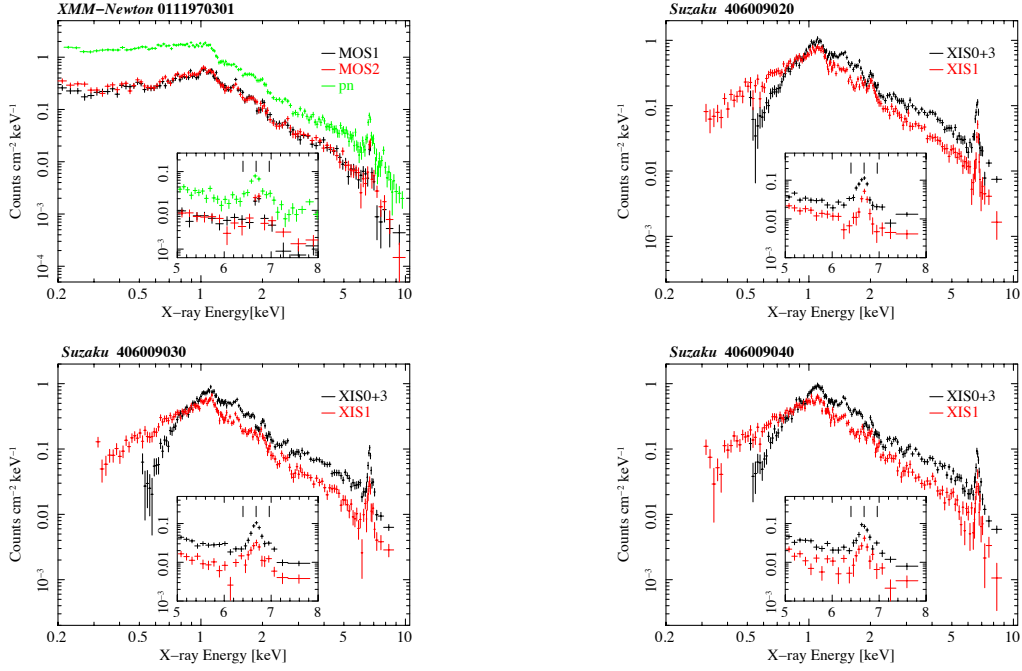 XMM−Newton 0111970301
MOS1
MOS2
pn
Counts cm−2 keV−1
1
0.1
0.01
10−3
10−4
0.1
0.01
10−3
5 6 7 8
0.2 0.5 1 2 5 10
X−ray Energy[keV]
Suzaku 406009020
XIS0+3
XIS1
Counts cm−2 keV−1
1
0.1
0.01
10−3
0.1
0.01
10−3
5 6 7 8
0.2 0.5 1 2 5 10
X−ray Energy[keV]
Suzaku 406009030
XIS0+3
XIS1
Counts cm−2 keV−1
1
0.1
0.01
10−3
0.1
0.01
10−3
5 6 7 8
0.2 0.5 1 2 5 10
X−ray Energy [keV]
Suzaku 406009040
XIS0+3
XIS1
Counts cm−2 keV−1
1
0.1
0.01
10−3
0.1
0.01
10−3
5 6 7 8
0.2 0.5 1 2 5 10
X−ray Energy [keV]